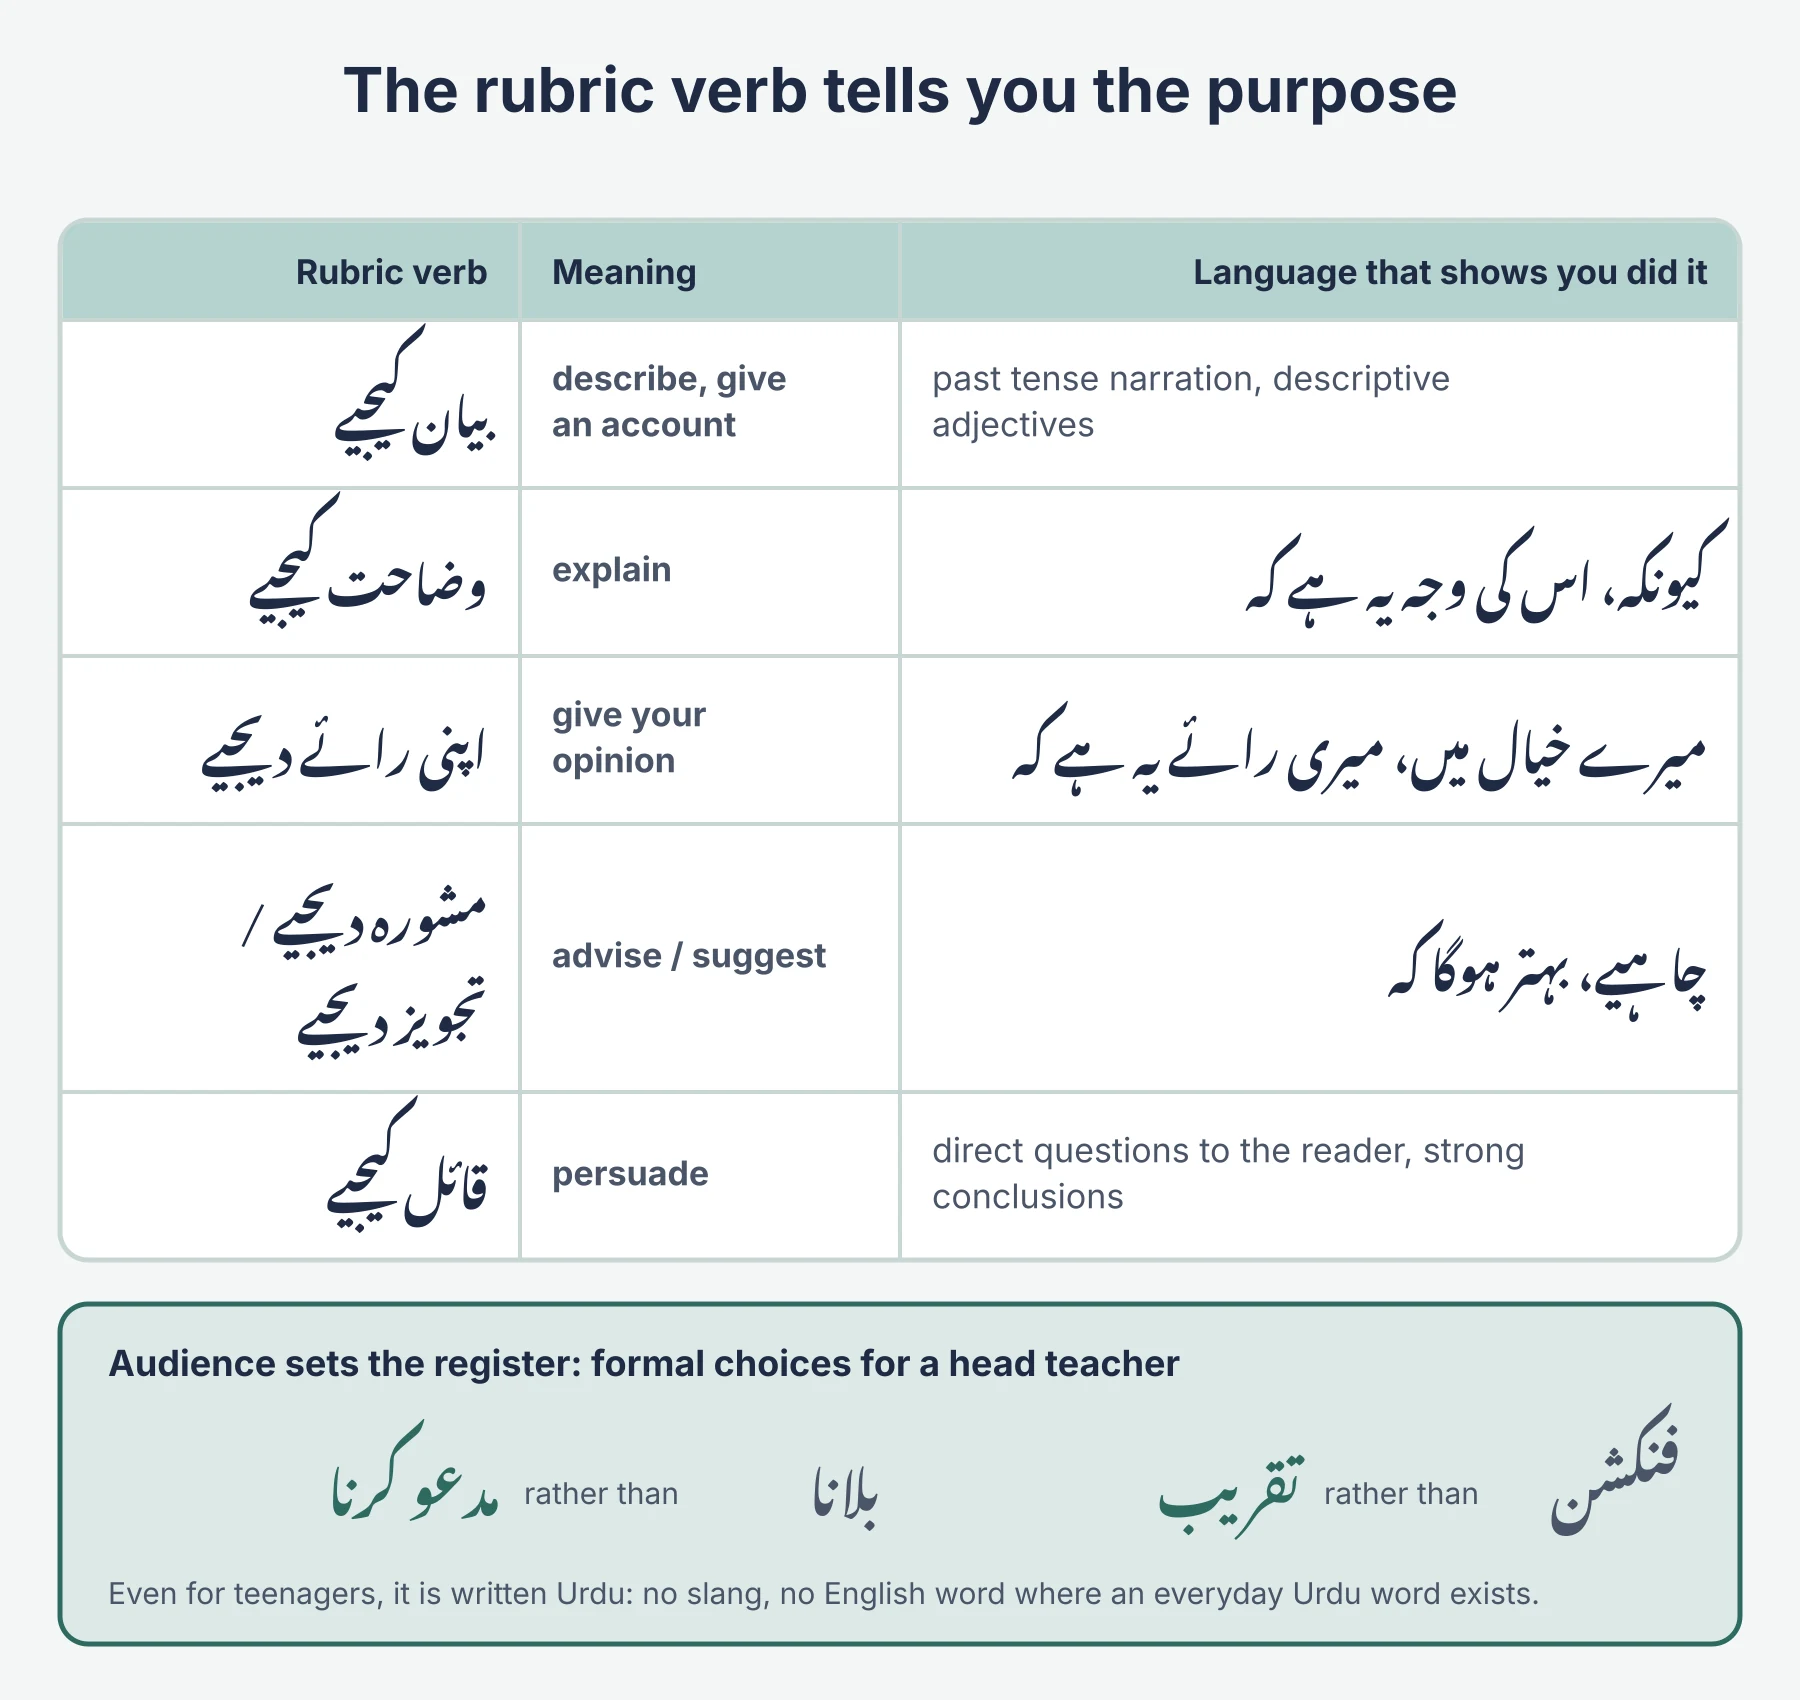 The rubric verb tells you the purpose
Rubric verb
Meaning
Language that shows you did it
بیان کیجیے
describe, give
an account
past tense narration, descriptive
adjectives
وضاحت کیجیے
explain
کیونکہ، اس کی وجہ یہ ہے کہ
اپنی رائے دیجیے
give your
opinion
میرے خیال میں، میری رائے یہ ہے کہ
مشورہ دیجیے /
تجویز دیجیے
advise / suggest
چاہیے، بہتر ہوگا کہ
قائل کیجیے
persuade
direct questions to the reader, strong
conclusions
Audience sets the register: formal choices for a head teacher
مدعو کرنا rather than بلانا
تقریب rather than فنکشن
Even for teenagers, it is written Urdu: no slang, no English word where an everyday Urdu word exists.